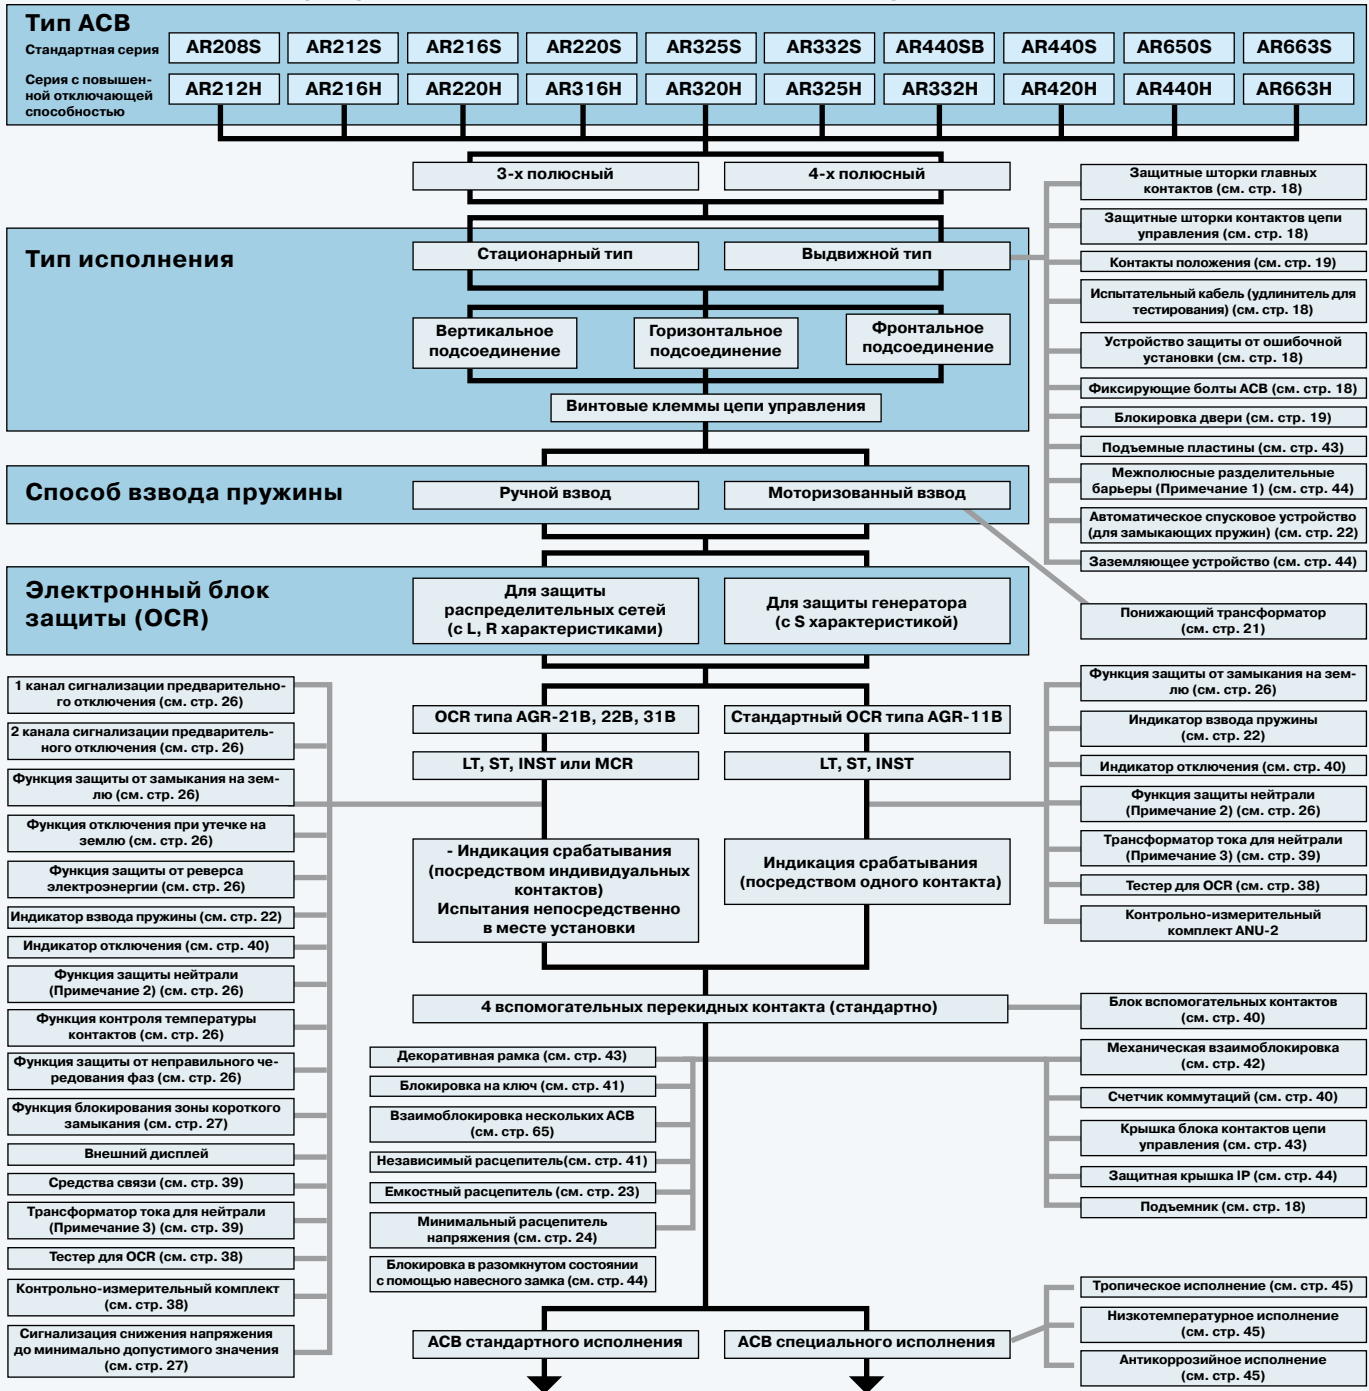 Тип ACB
Стандартная серия
AR208S
AR212S
AR216S
AR220S
AR325S
AR332S
AR440SB
AR440S
AR650S
AR663S
Серия с повышен-
ной отключающей
способностью
AR212H
AR216H
AR220H
AR316H
AR320H
AR325H
AR332H
AR420H
AR440H
AR663H
3-х полюсный
4-х полюсный
Тип исполнения
Стационарный тип
Выдвижной тип
Вертикальное
подсоединение
Горизонтальное
подсоединение
Фронтальное
подсоединение
Винтовые клеммы цепи управления
Защитные шторки главных
контактов (см. стр. 18)
Защитные шторки контактов цепи
управления (см. стр. 18)
Контакты положения (см. стр. 19)
Испытательный кабель (удлинитель для
тестирования) (см. стр. 18)
Устройство защиты от ошибочной
установки (см. стр. 18)
Фиксирующие болты ACB (см. стр. 18)
Блокировка двери (см. стр. 19)
Подъемные пластины (см. стр. 43)
Межполюсные разделительные
барьеры (Примечание 1) (см. стр. 44)
Автоматическое спусковое устройство
(для замыкающих пружин) (см. стр. 22)
Заземляющее устройство (см. стр. 44)
Способ взвода пружины
Ручной взвод
Моторизованный взвод
Понижающий трансформатор
(см. стр. 21)
Электронный блок
защиты (OCR)
Для защиты
распределительных сетей
(с L, R характеристиками)
Для защиты генератора
(с S характеристикой)
OCR типа AGR-21B, 22B, 31B
Стандартный OCR типа AGR-11B
LT, ST, INST или MCR
LT, ST, INST
- Индикация срабатывания
(посредством индивидуальных
контактов)
Испытания непосредственно
в месте установки
Индикация срабатывания
(посредством одного контакта)
1 канал сигнализации предварительно-
го отключения (см. стр. 26)
2 канала сигнализации предваритель-
ного отключения (см. стр. 26)
Функция защиты от замыкания на зем-
лю (см. стр. 26)
Функция отключения при утечке на
землю (см. стр. 26)
Функция защиты от реверса
электроэнергии (см. стр. 26)
Индикатор взвода пружины (см. стр. 22)
Индикатор отключения (см. стр. 40)
Функция защиты нейтрали
(Примечание 2) (см. стр. 26)
Функция контроля температуры
контактов (см. стр. 26)
Функция защиты от неправильного че-
редования фаз (см. стр. 26)
Функция блокирования зоны короткого
замыкания (см. стр. 27)
Внешний дисплей
Средства связи (см. стр. 39)
Трансформатор тока для нейтрали
(Примечание 3) (см. стр. 39)
Тестер для OCR (см. стр. 38)
Контрольно-измерительный комплект
(см. стр. 38)
Сигнализация снижения напряжения
до минимально допустимого значения
(см. стр. 27)
Функция защиты от замыкания на зем-
лю (см. стр. 26)
Индикатор взвода пружины
(см. стр. 22)
Индикатор отключения (см. стр. 40)
Функция защиты нейтрали
(Примечание 2) (см. стр. 26)
Трансформатор тока для нейтрали
(Примечание 3) (см. стр. 39)
Тестер для OCR (см. стр. 38)
Контрольно-измерительный
комплект ANU-2
4 вспомогательных перекидных контакта (стандартно)
Блок вспомогательных контактов
(см. стр. 40)
Декоративная рамка (см. стр. 43)
Блокировка на ключ (см. стр. 41)
Взаимоблокировка нескольких ACB
(см. стр. 65)
Независимый расцепитель(см. стр. 41)
Емкостный расцепитель (см. стр. 23)
Минимальный расцепитель
напряжения (см. стр. 24)
Блокировка в разомкнутом состоянии
с помощью навесного замка (см. стр. 44)
Механическая взаимоблокировка
(см. стр. 42)
Счетчик коммутаций (см. стр. 40)
Крышка блока контактов цепи
управления (см. стр. 43)
Защитная крышка IP (см. стр. 44)
Подъемник (см. стр. 18)
ACB стандартного исполнения
ACB специального исполнения
Тропическое исполнение (см. стр. 45)
Низкотемпературное исполнение
(см. стр. 45)
Антикоррозийное исполнение
(см. стр. 45)